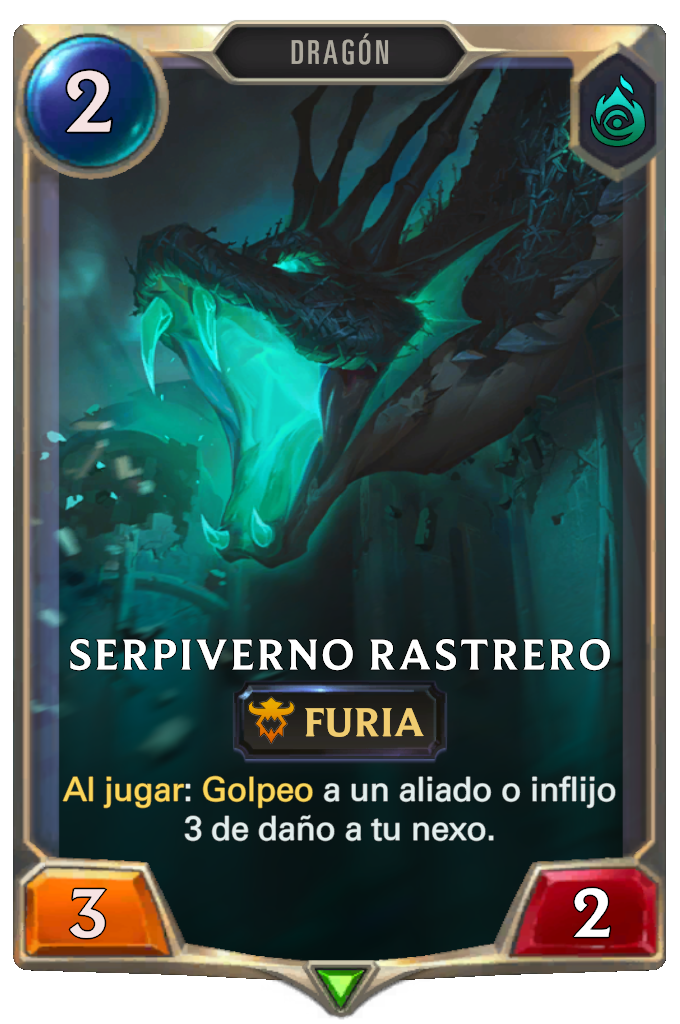 DRAGÓN
2
SERPIVERNO RASTRERO
FURIA
Al jugar: Golpeo a un aliado o inflijo
3 de daño a tu nexo.
3
2